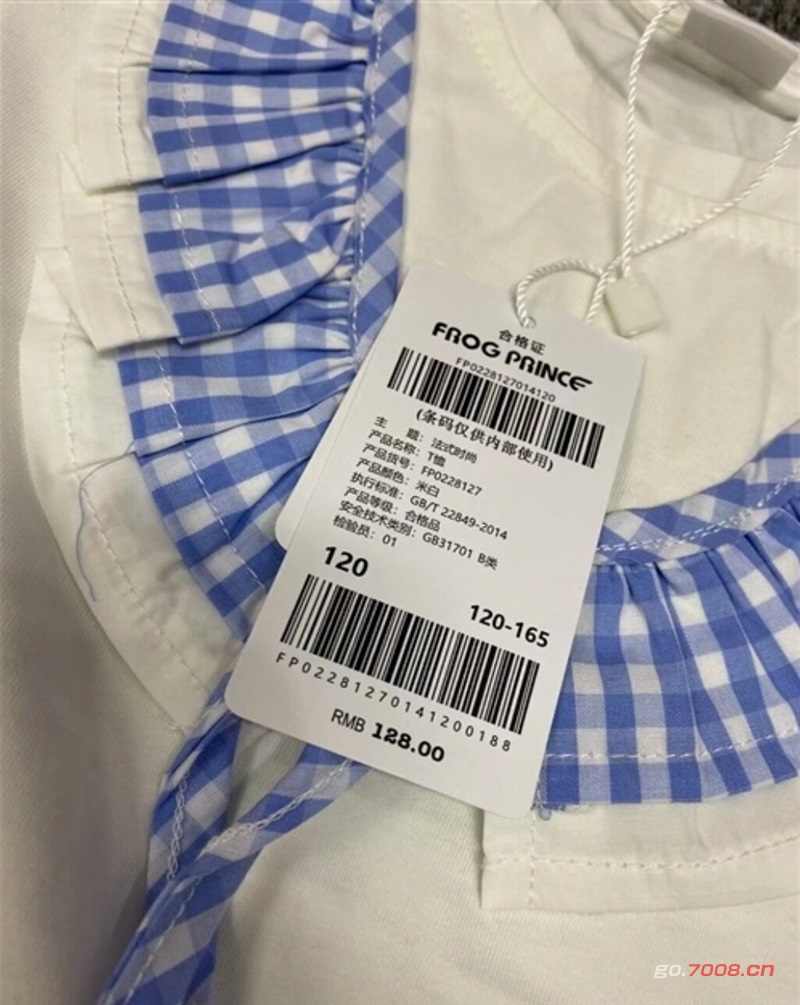 合格证
FROG PRINCE
FP0228127014120
(条码仅供内部使用)
主 题: 法式时尚
产品名称: T恤
产品货号: FP0228127
产品颜色: 米白
执行标准: GB/T 22849-2014
产品等级: 合格品
安全技术类别: GB31701 B类
检验员: 01
120
120-165
FP02281270141200188
RMB 128.00
go.7008.cn